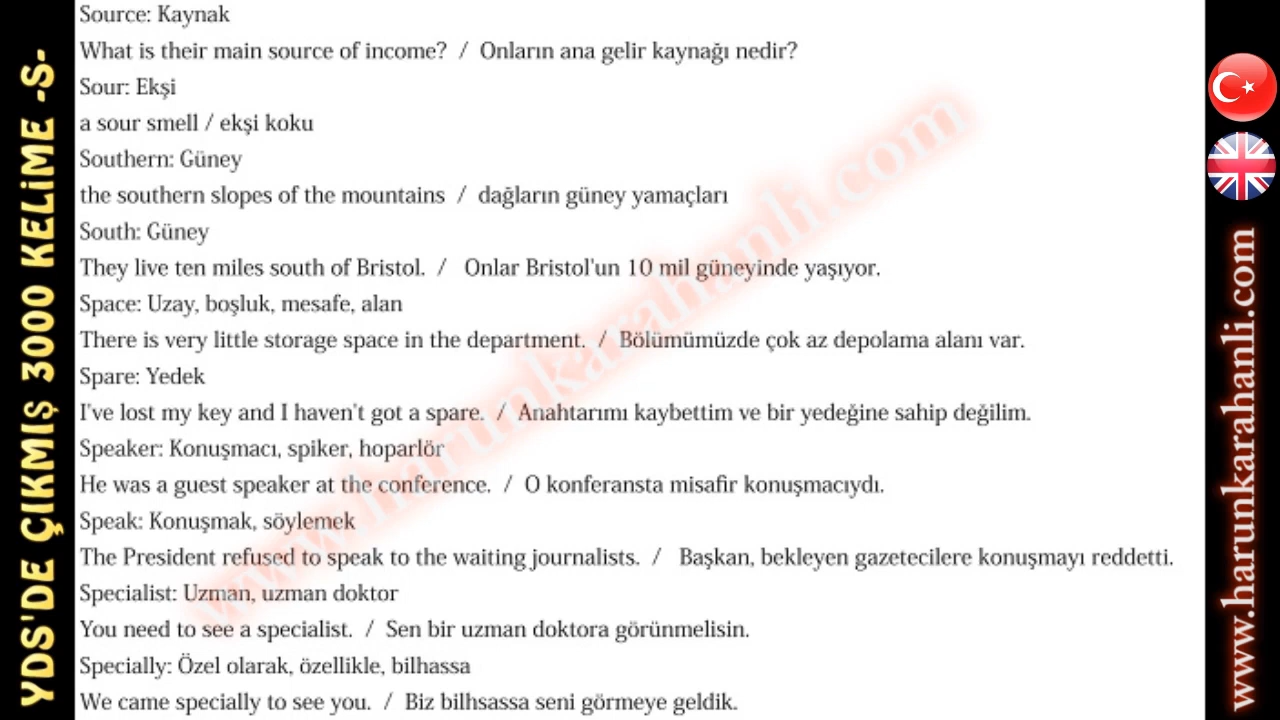 YDS'DE ÇIKMIŞ 3000 KELİME -S-
Source: Kaynak
What is their main source of income? / Onların ana gelir kaynağı nedir?
Sour: Ekşi
a sour smell / ekşi koku
Southern: Güney
the southern slopes of the mountains / dağların güney yamaçları
South: Güney
They live ten miles south of Bristol. / Onlar Bristol'un 10 mil güneyinde yaşıyor.
Space: Uzay, boşluk, mesafe, alan
There is very little storage space in the department. / Bölümümüzde çok az depolama alanı var.
Spare: Yedek
I've lost my key and I haven't got a spare. / Anahtarımı kaybettim ve bir yedeğine sahip değilim.
Speaker: Konuşmacı, spiker, hoparlör
He was a guest speaker at the conference. / O konferansta misafir konuşmacıydı.
Speak: Konuşmak, söylemek
The President refused to speak to the waiting journalists. / Başkan, bekleyen gazetecilere konuşmayı reddetti.
Specialist: Uzman, uzman doktor
You need to see a specialist. / Sen bir uzman doktora görünmelisin.
Specially: Özel olarak, özellikle, bilhassa
We came specially to see you. / Biz bilhsassa seni görmeye geldik.
www.harunkarahanli.com
www.harunkarahanli.com